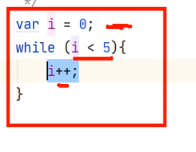 */
var i = 0;
while (i < 5){
i++;
}